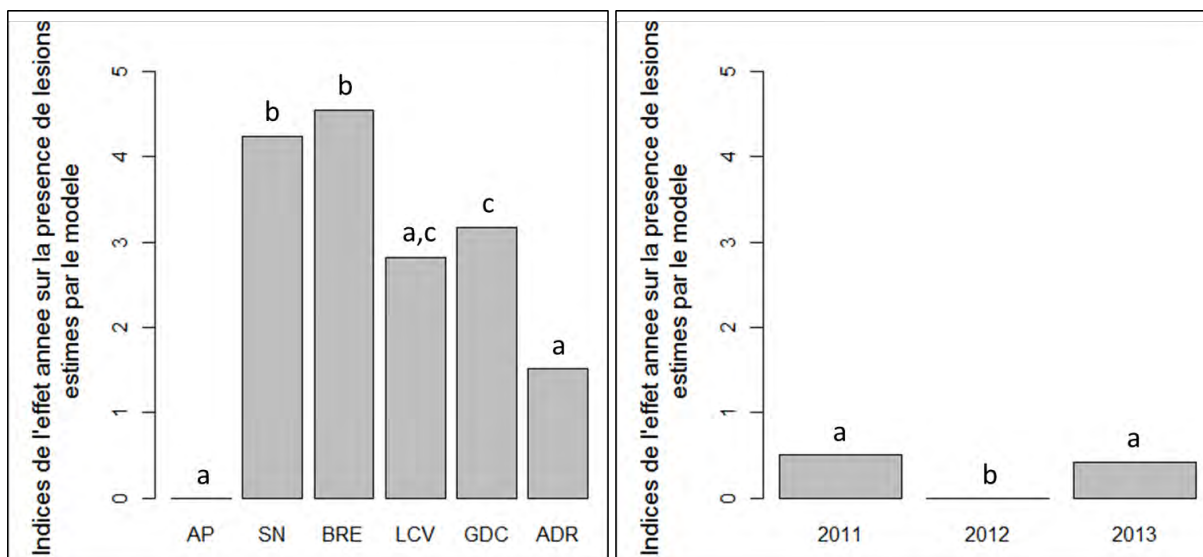 Indices de l'effet annee sur la presence de lesions
estimes par le modele
5
4
3
2
1
0
a
b
b
a,c
c
a
AP SN BRE LCV GDC ADR
Indices de l'effet annee sur la presence de lesions
estimes par le modele
5
4
3
2
1
0
a
b
a
2011 2012 2013